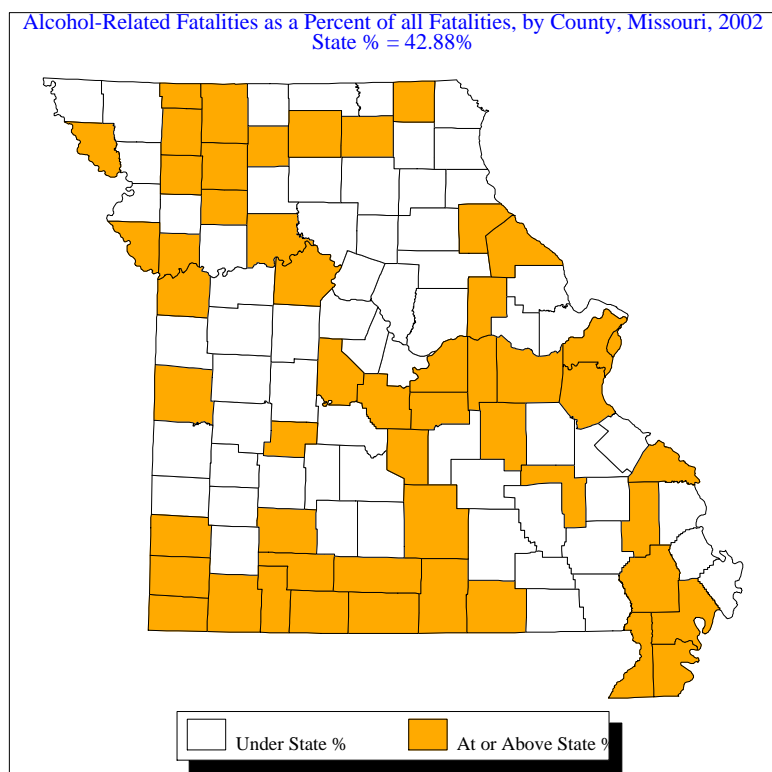 Alcohol-Related Fatalities as a Percent of all Fatalities, by County, Missouri, 2002
State % = 42.88%
Under State %
At or Above State %